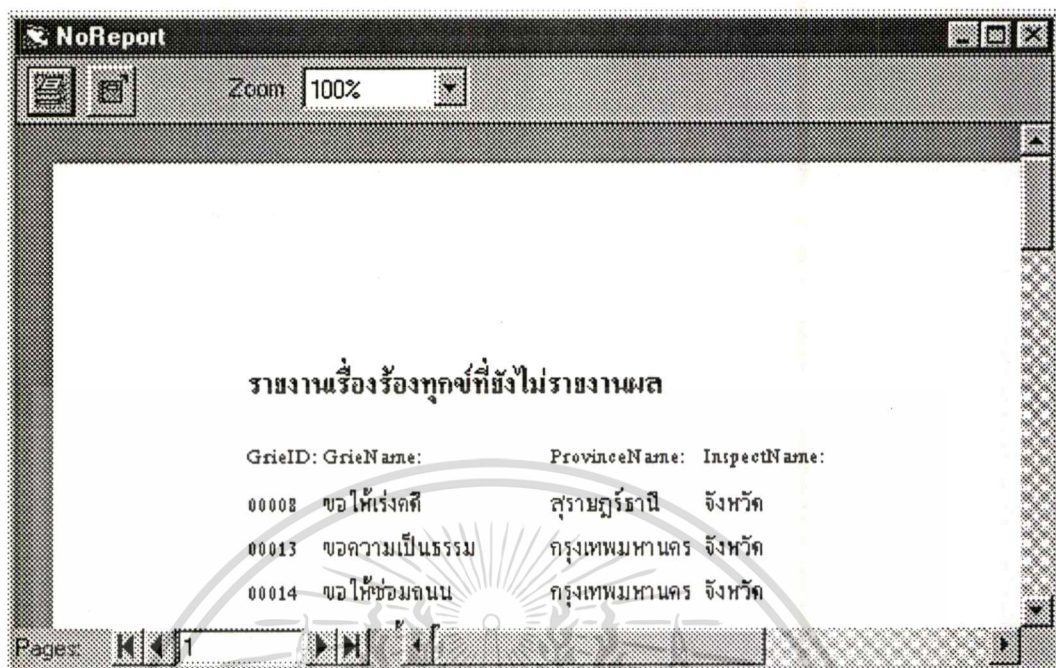 NoReport
Zoom 100%
รายงานเรื่องร้องทุกข์ที่ยังไม่รายงานผล
GrieID: GrieName: ProvinceName: InspectName:
00008 ขอให้เร่งคดี สุราษฎร์ธานี จังหวัด
00013 ขอความเป็นธรรม กรุงเทพมหานคร จังหวัด
00014 ขอให้ซ่อมถนน กรุงเทพมหานคร จังหวัด
Pages: 1